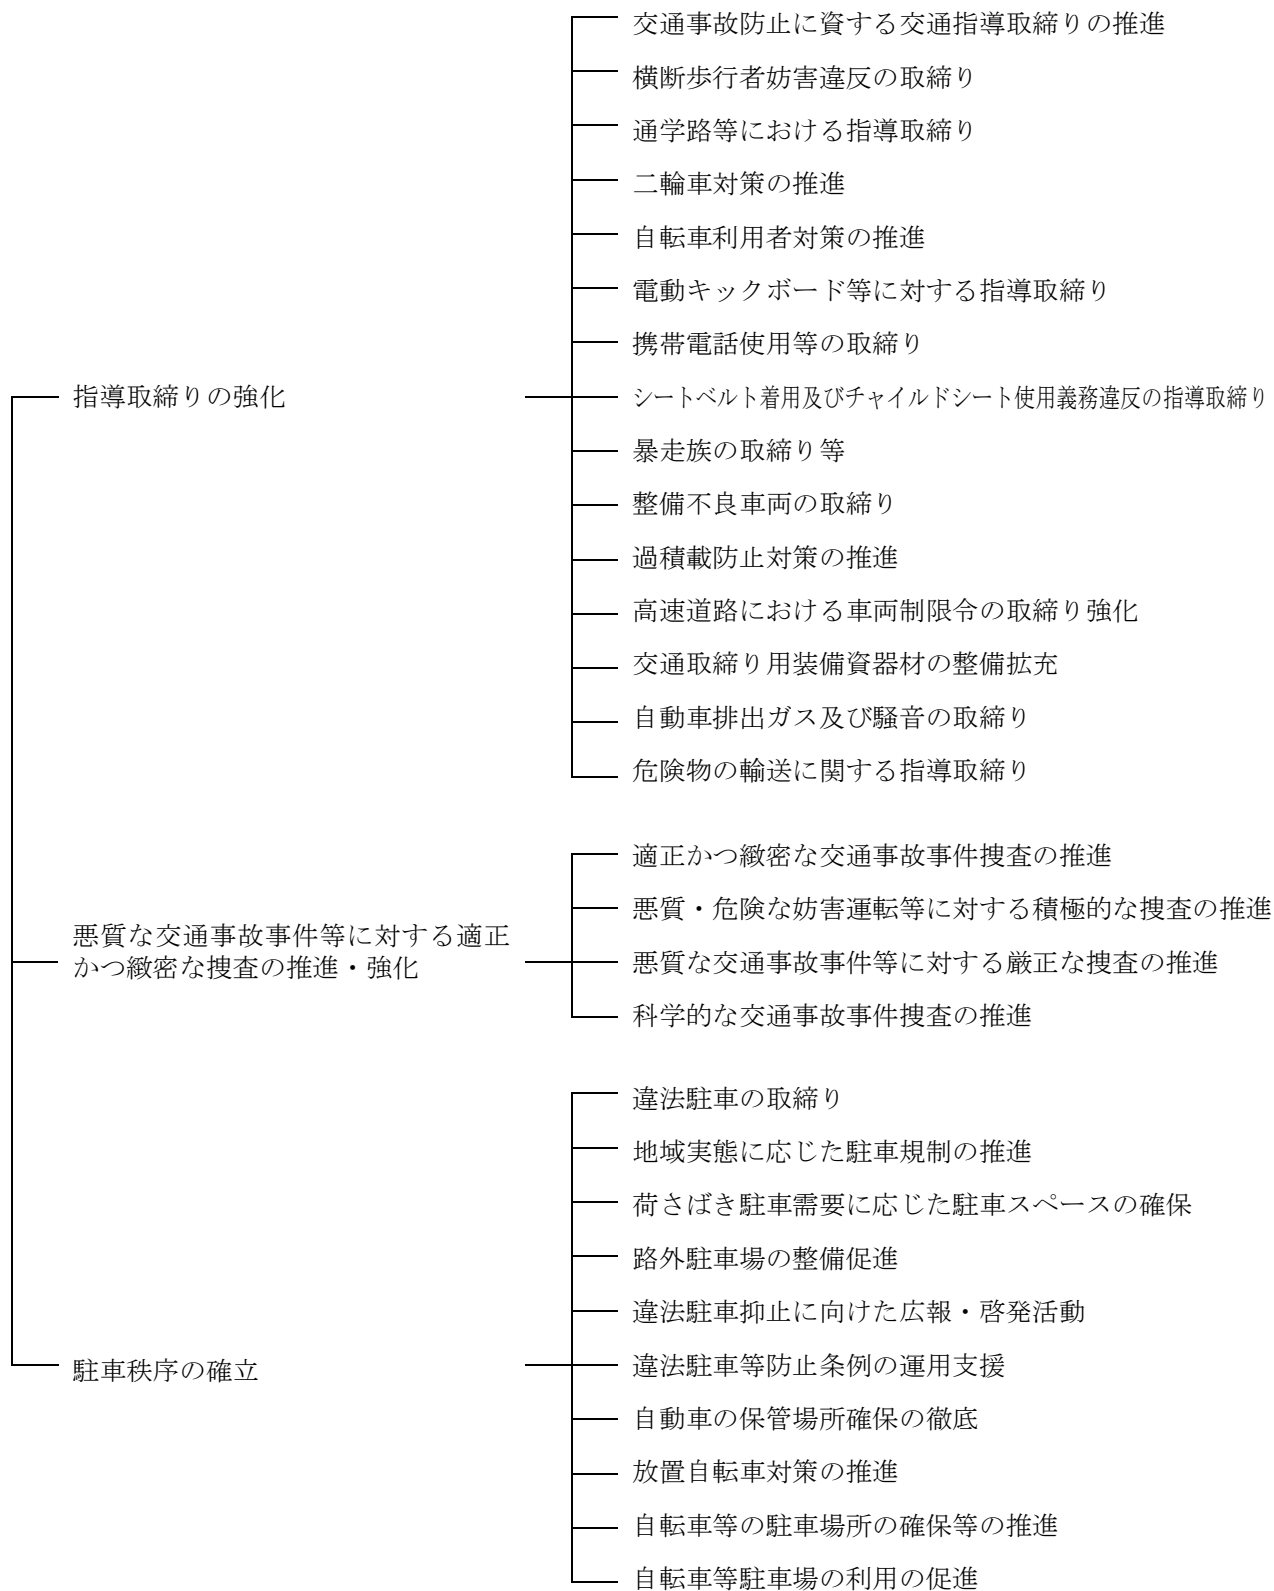 指導取締りの強化
交通事故防止に資する交通指導取締りの推進
横断歩行者妨害違反の取締り
通学路等における指導取締り
二輪車対策の推進
自転車利用者対策の推進
電動キックボード等に対する指導取締り
携帯電話使用等の取締り
シートベルト着用及びチャイルドシート使用義務違反の指導取締り
暴走族の取締り等
整備不良車両の取締り
過積載防止対策の推進
高速道路における車両制限令の取締り強化
交通取締り用装備資器材の整備拡充
自動車排出ガス及び騒音の取締り
危険物の輸送に関する指導取締り
悪質な交通事故事件等に対する適正
かつ緻密な捜査の推進・強化
適正かつ緻密な交通事故事件捜査の推進
悪質・危険な妨害運転等に対する積極的な捜査の推進
悪質な交通事故事件等に対する厳正な捜査の推進
科学的な交通事故事件捜査の推進
駐車秩序の確立
違法駐車の取締り
地域実態に応じた駐車規制の推進
荷さばき駐車需要に応じた駐車スペースの確保
路外駐車場の整備促進
違法駐車抑止に向けた広報・啓発活動
違法駐車等防止条例の運用支援
自動車の保管場所確保の徹底
放置自転車対策の推進
自転車等の駐車場所の確保等の推進
自転車等駐車場の利用の促進